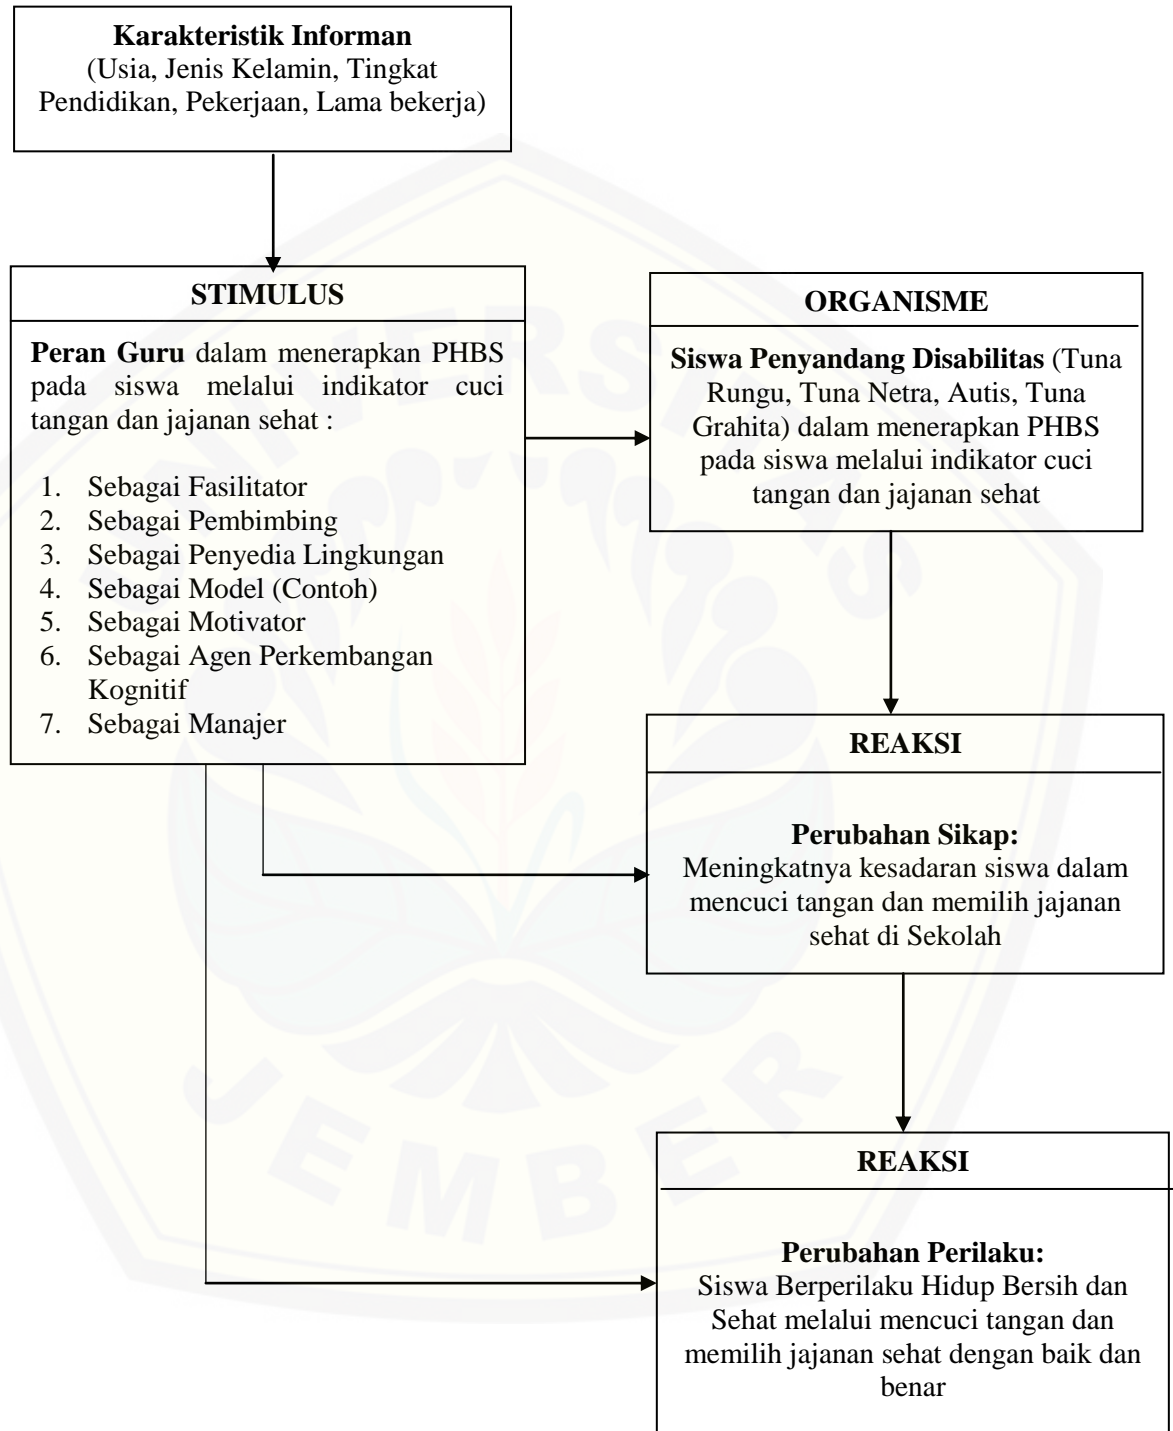 Karakteristik Informan
(Usia, Jenis Kelamin, Tingkat
Pendidikan, Pekerjaan, Lama bekerja)
STIMULUS
Peran Guru dalam menerapkan PHBS
pada siswa melalui indikator cuci
tangan dan jajanan sehat :
1. Sebagai Fasilitator
2. Sebagai Pembimbing
3. Sebagai Penyedia Lingkungan
4. Sebagai Model (Contoh)
5. Sebagai Motivator
6. Sebagai Agen Perkembangan
Kognitif
7. Sebagai Manajer
ORGANISME
Siswa Penyandang Disabilitas (Tuna
Rungu, Tuna Netra, Autis, Tuna
Grahita) dalam menerapkan PHBS
pada siswa melalui indikator cuci
tangan dan jajanan sehat
REAKSI
Perubahan Sikap:
Meningkatnya kesadaran siswa dalam
mencuci tangan dan memilih jajanan
sehat di Sekolah
REAKSI
Perubahan Perilaku:
Siswa Berperilaku Hidup Bersih dan
Sehat melalui mencuci tangan dan
memilih jajanan sehat dengan baik dan
benar
UNIVERSITAS
JEMBER